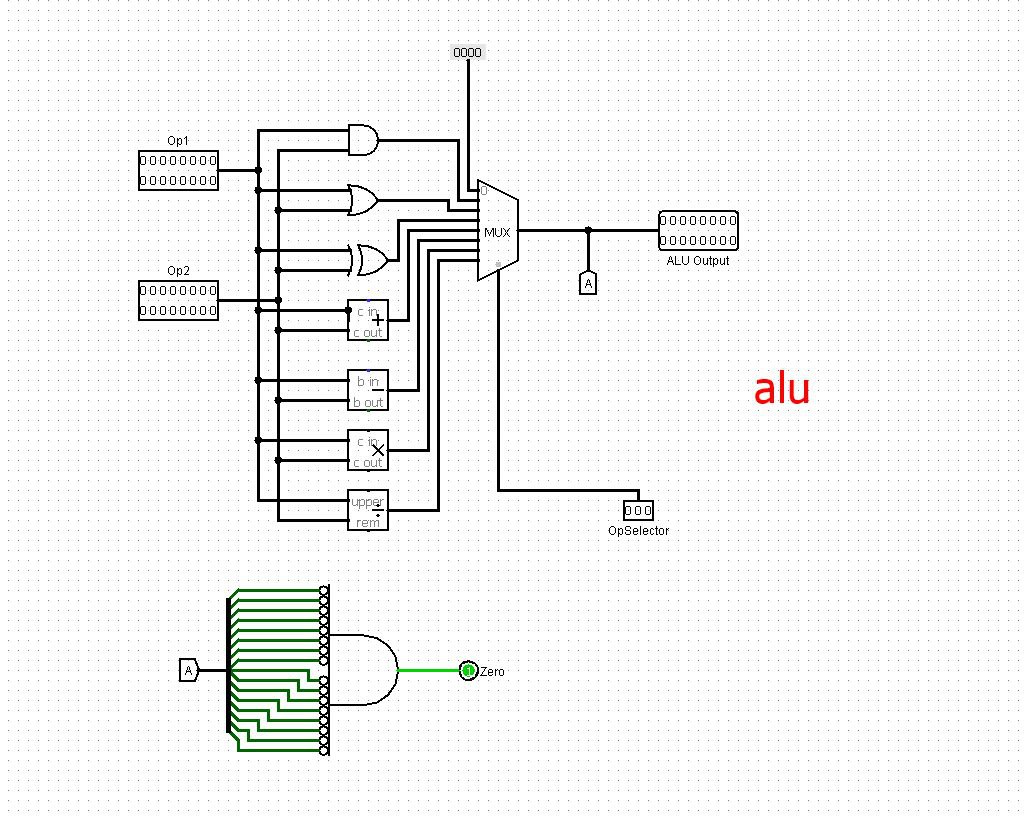 0000
Op1
00000000
00000000
0
MUX
00000000
00000000
ALU Output
A
Op2
00000000
00000000
c in
+
c out
b in
−
b out
c in
×
c out
upper
÷
rem
alu
000
OpSelector
A
1
Zero